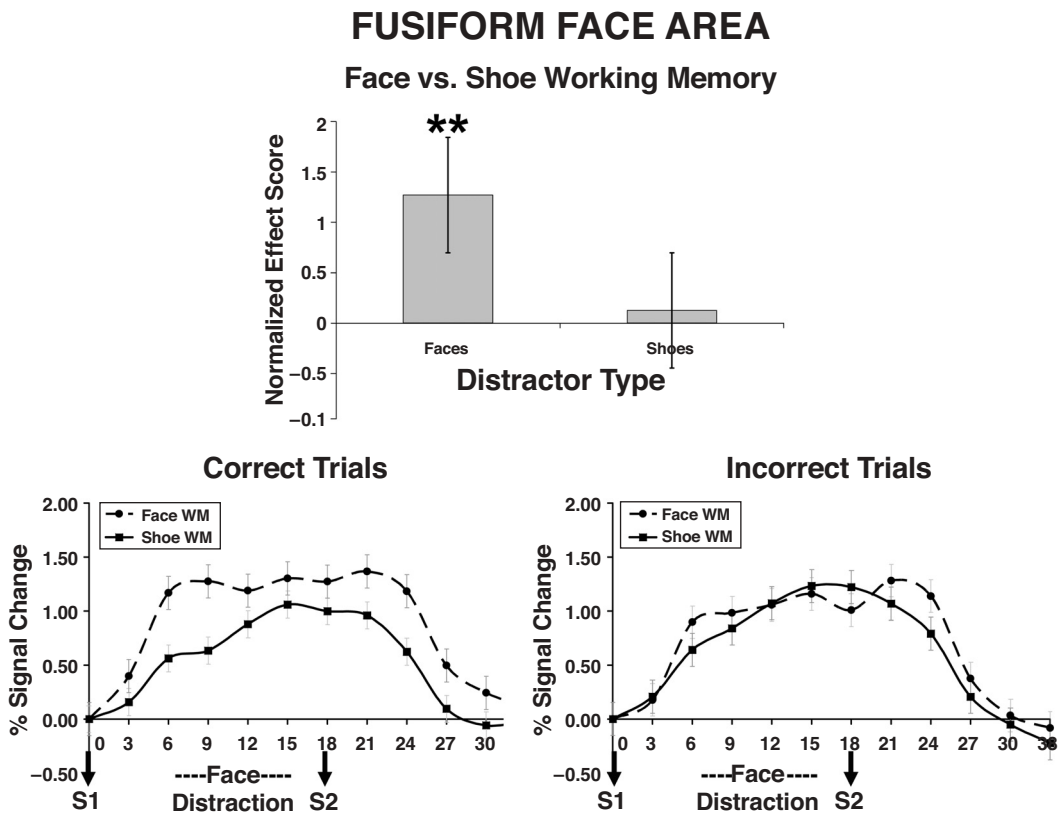 FUSIFORM FACE AREA
Face vs. Shoe Working Memory
Normalized Effect Score
2
1.5
1
0.5
0
−0.5
−0.1
**
Faces
Shoes
Distractor Type
Correct Trials
% Signal Change
2.00
1.50
1.00
0.50
0.00
−0.50
Face WM
Shoe WM
0 3 6 9 12 15 18 21 24 27 30
S1
----Face----
Distraction
S2
Incorrect Trials
% Signal Change
2.00
1.50
1.00
0.50
0.00
−0.50
Face WM
Shoe WM
0 3 6 9 12 15 18 21 24 27 30 33
S1
----Face----
Distraction
S2